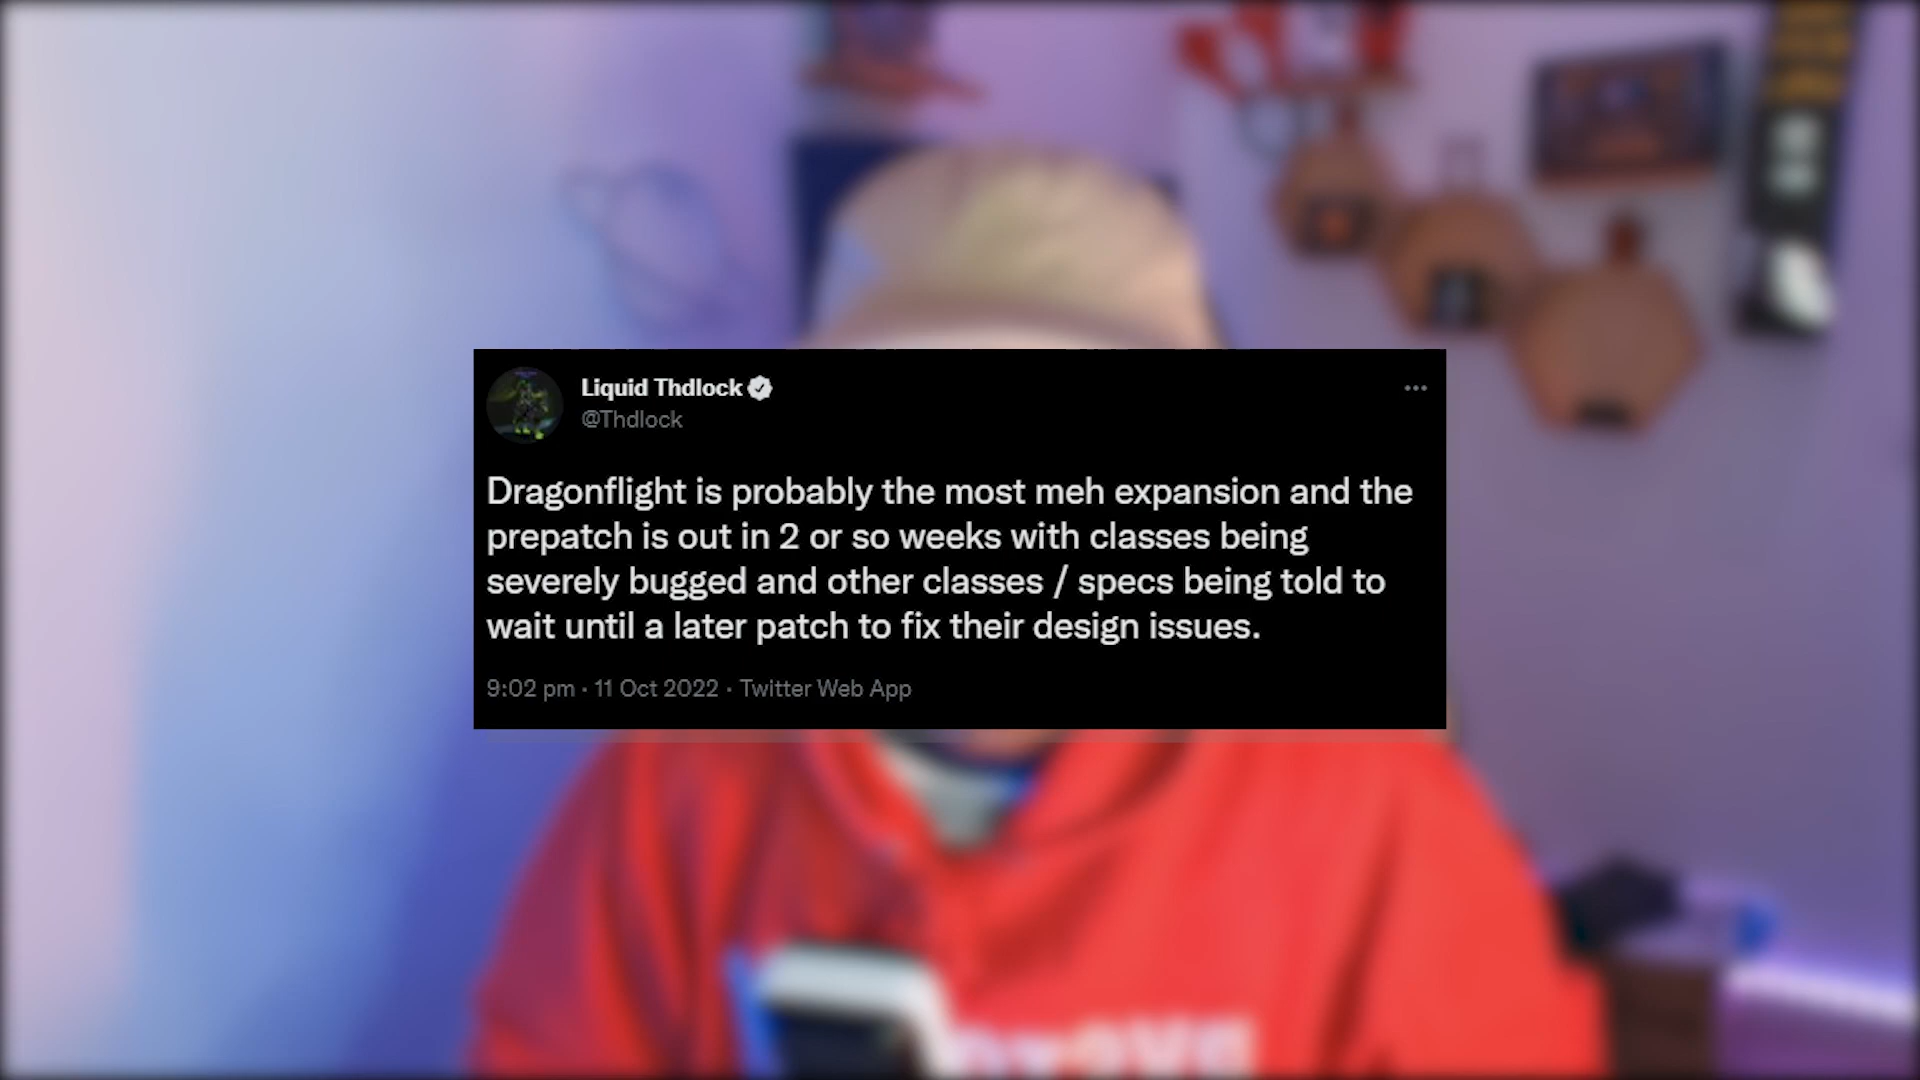 Liquid Thdlock
@Thdlock
Dragonflight is probably the most meh expansion and the
prepatch is out in 2 or so weeks with classes being
severely bugged and other classes / specs being told to
wait until a later patch to fix their design issues.
9:02 pm · 11 Oct 2022 · Twitter Web App